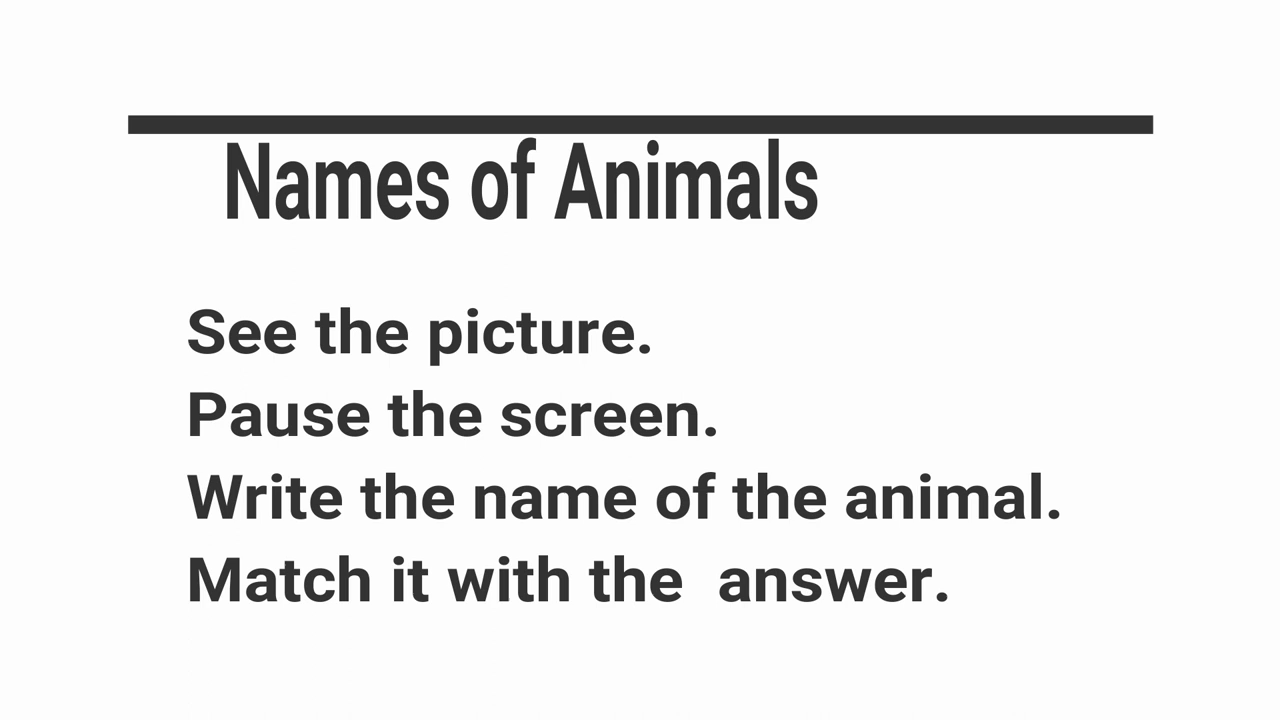 Names of Animals
See the picture.
Pause the screen.
Write the name of the animal.
Match it with the  answer.